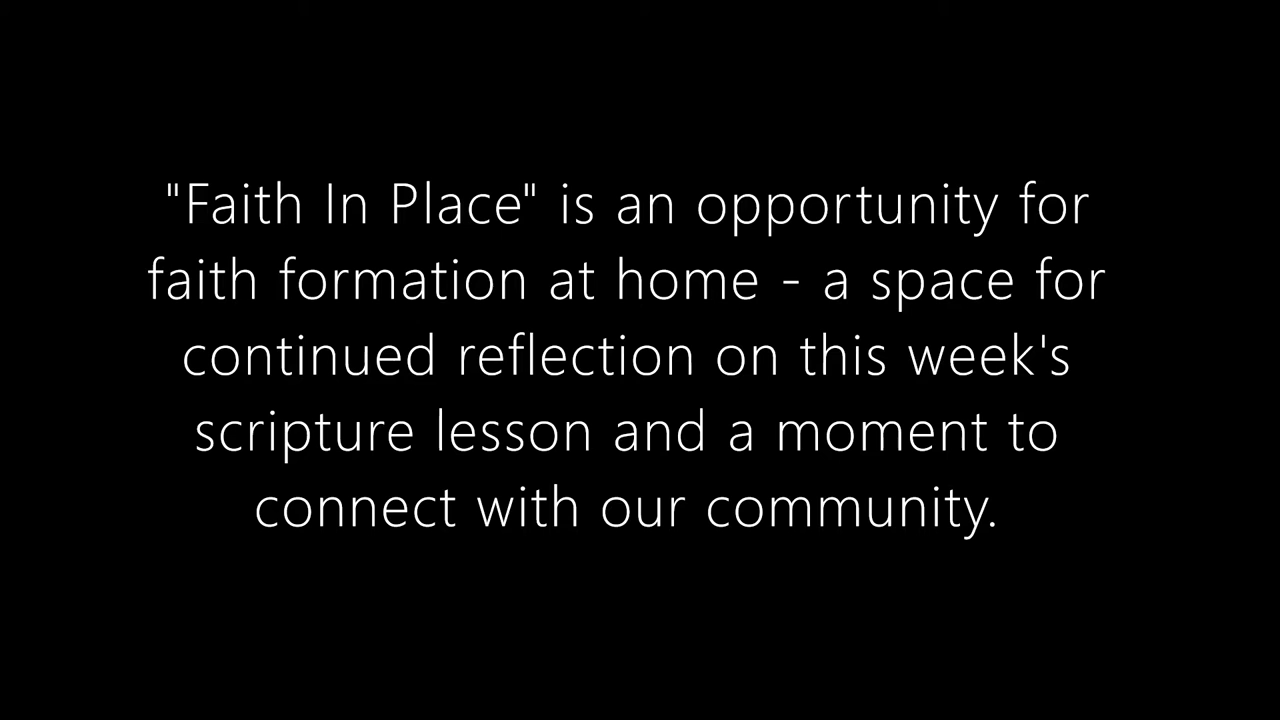 "Faith In Place" is an opportunity for
faith formation at home - a space for
continued reflection on this week's
scripture lesson and a moment to
connect with our community.